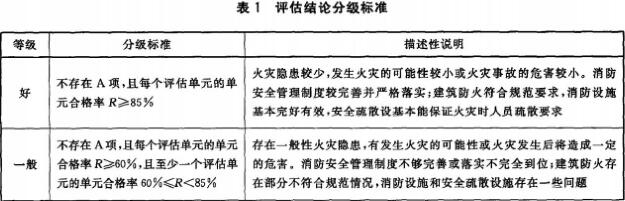 表 1 评估结论分级标准
等级 分级标准 描述性说明
好
不存在 A 项,且每个评估单元的单
元合格率 R≥85%
火灾隐患较少,发生火灾的可能性较小或火灾事故的危害较小。消防
安全管理制度较完善并严格落实;建筑防火符合规范要求,消防设施
基本完好有效,安全疏散设基本能保证火灾时人员疏散要求
一般
不存在 A 项,且每个评估单元的单元
合格率 R≥60%,且至少一个评估单
元的单元合格率 60%≤R<85%
存在一般性火灾隐患,有发生火灾的可能性或火灾发生后将造成一定
的危害。消防安全管理制度不够完善或落实不完全到位;建筑防火存
在部分不符合规范情况,消防设施和安全疏散设施存在一些问题